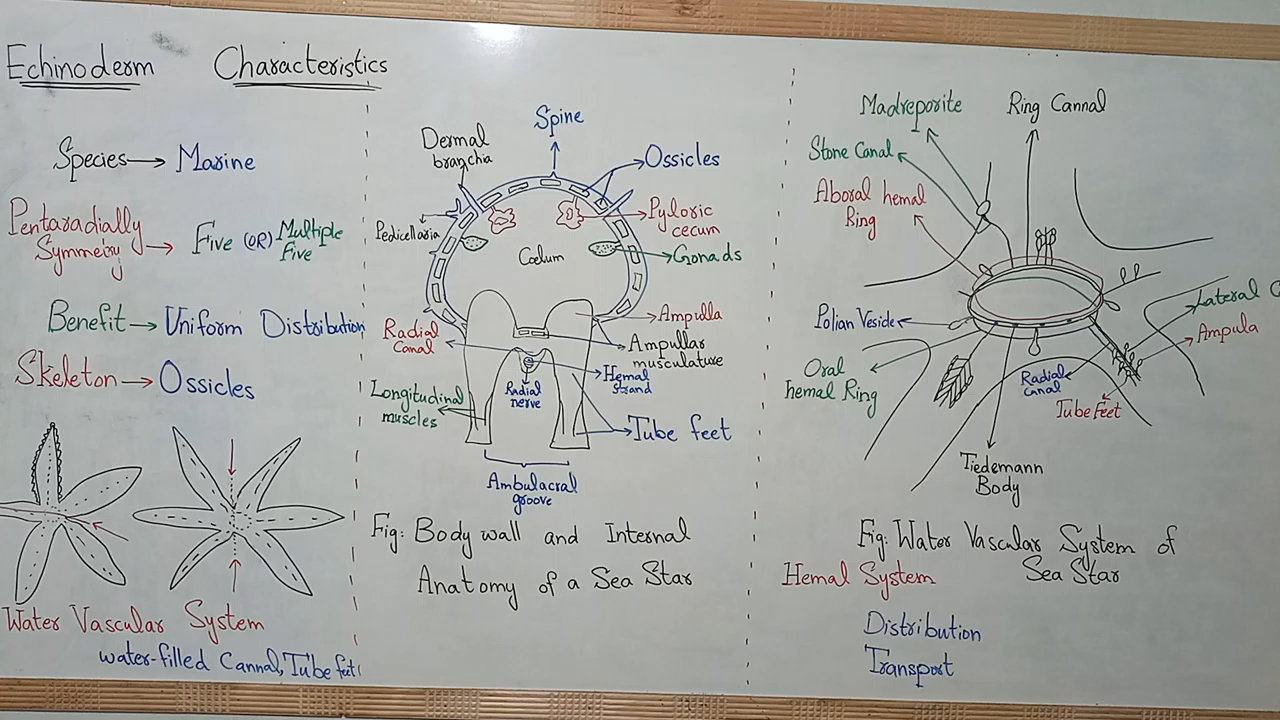 Echinoderm Characteristics
Species → Marine
Pentaradially
Symmetry → Five (OR) Multiple
Five
Benefit → Uniform Distribution
Skeleton → Ossicles
Water Vascular System
water-filled Cannal, Tube feet
Spine
Dermal
branchia
Ossicles
Pedicellaria
Pyloric
cecum
Coelum
Gonads
Ampulla
Radial
Canal
Ampullar
musculature
Hemal
strand
Radial
nerve
Longitudinal
muscles
Tube feet
Ambulacral
groove
Fig: Body wall and Internal
Anatomy of a Sea Star
Madreporite
Ring Cannal
Stone Canal
Aboral hemal
Ring
Lateral C
Polian Veside
Ampula
Oral
hemal Ring
Radial
canal
Tube Feet
Tiedemann
Body
Fig: Water Vascular System of
Sea Star
Hemal System
Distribution
Transport